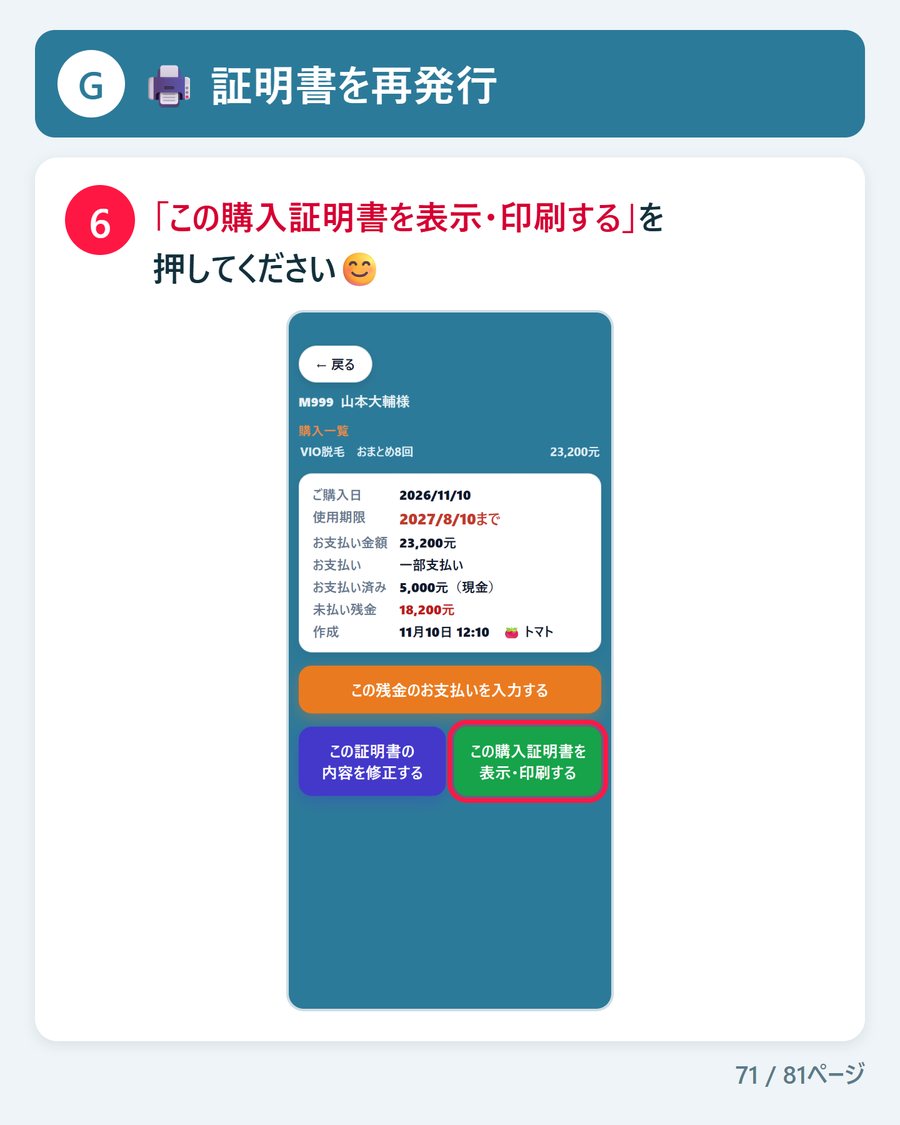 G 証明書を再発行
6 「この購入証明書を表示・印刷する」を
押してください
← 戻る
M999 山本大輔様
購入一覧
VIO脱毛 おまとめ8回 23,200元
ご購入日 2026/11/10
使用期限 2027/8/10まで
お支払い金額 23,200元
お支払い 一部支払い
お支払い済み 5,000元（現金）
未払い残金 18,200元
作成 11月10日 12:10 トマト
この残金のお支払いを入力する
この証明書の
内容を修正する
この購入証明書を
表示・印刷する
71 / 81ページ